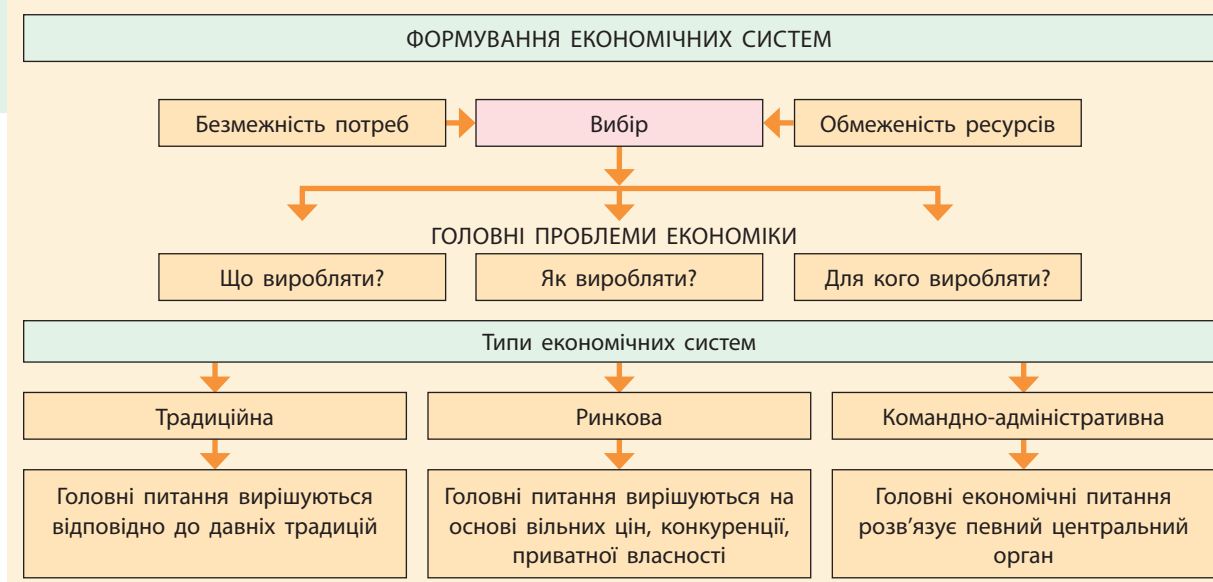 ФОРМУВАННЯ ЕКОНОМІЧНИХ СИСТЕМ
Безмежність потреб
Вибір
Обмеженість ресурсів
ГОЛОВНІ ПРОБЛЕМИ ЕКОНОМІКИ
Що виробляти?
Як виробляти?
Для кого виробляти?
Типи економічних систем
Традиційна
Ринкова
Командно-адміністративна
Головні питання вирішуються
відповідно до давніх традицій
Головні питання вирішуються на
основі вільних цін, конкуренції,
приватної власності
Головні економічні питання
розв’язує певний центральний
орган